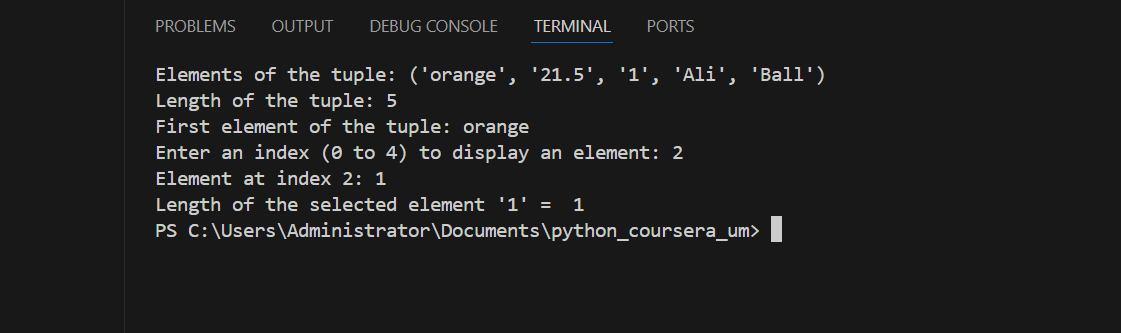 PROBLEMS OUTPUT DEBUG CONSOLE TERMINAL PORTS
Elements of the tuple: ('orange', '21.5', '1', 'Ali', 'Ball')
Length of the tuple: 5
First element of the tuple: orange
Enter an index (0 to 4) to display an element: 2
Element at index 2: 1
Length of the selected element '1' =  1
PS C:\Users\Administrator\Documents\python_coursera_um>